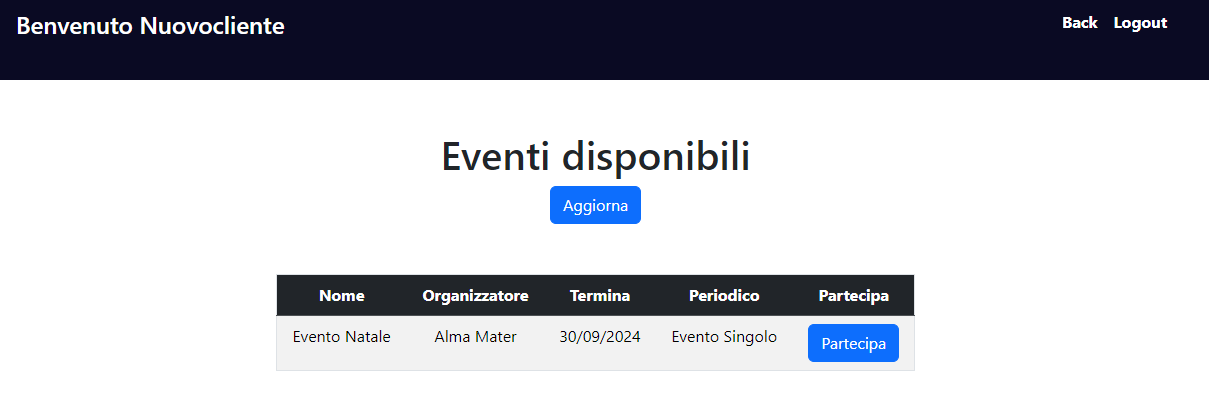 Benvenuto Nuovocliente
Back Logout
Eventi disponibili
Aggiorna
Nome Organizzatore Termina Periodico Partecipa
Evento Natale Alma Mater 30/09/2024 Evento Singolo Partecipa